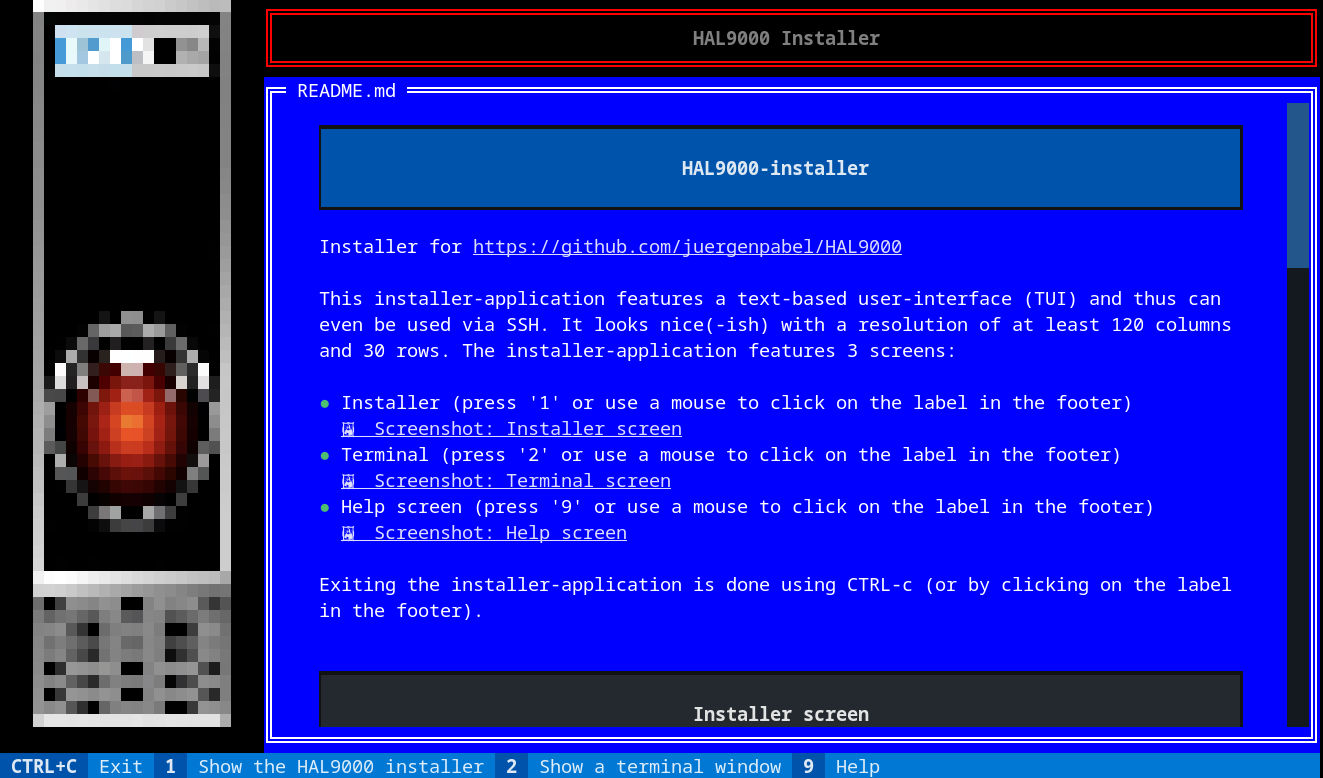 HAL9000 Installer
README.md
HAL9000-installer
Installer for https://github.com/juergenpabel/HAL9000
This installer-application features a text-based user-interface (TUI) and thus can
even be used via SSH. It looks nice(-ish) with a resolution of at least 120 columns
and 30 rows. The installer-application features 3 screens:
● Installer (press '1' or use a mouse to click on the label in the footer)
Screenshot: Installer screen
● Terminal (press '2' or use a mouse to click on the label in the footer)
Screenshot: Terminal screen
● Help screen (press '9' or use a mouse to click on the label in the footer)
Screenshot: Help screen
Exiting the installer-application is done using CTRL-c (or by clicking on the label
in the footer).
Installer screen
CTRL+C Exit 1 Show the HAL9000 installer 2 Show a terminal window 9 Help